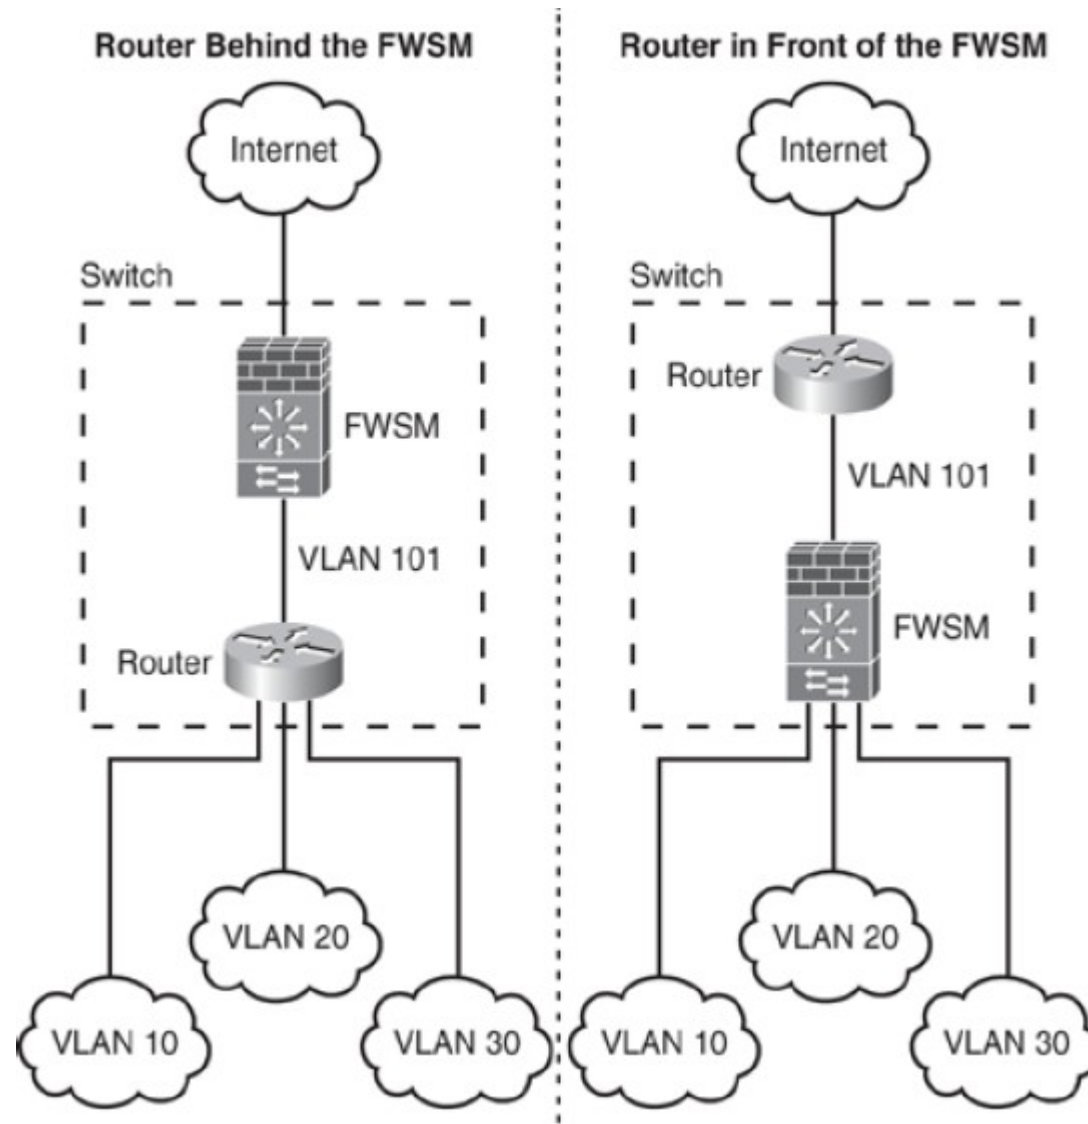 Router Behind the FWSM
Internet
Switch
FWSM
VLAN 101
Router
VLAN 20
VLAN 10
VLAN 30
Router in Front of the FWSM
Internet
Switch
Router
VLAN 101
FWSM
VLAN 20
VLAN 10
VLAN 30